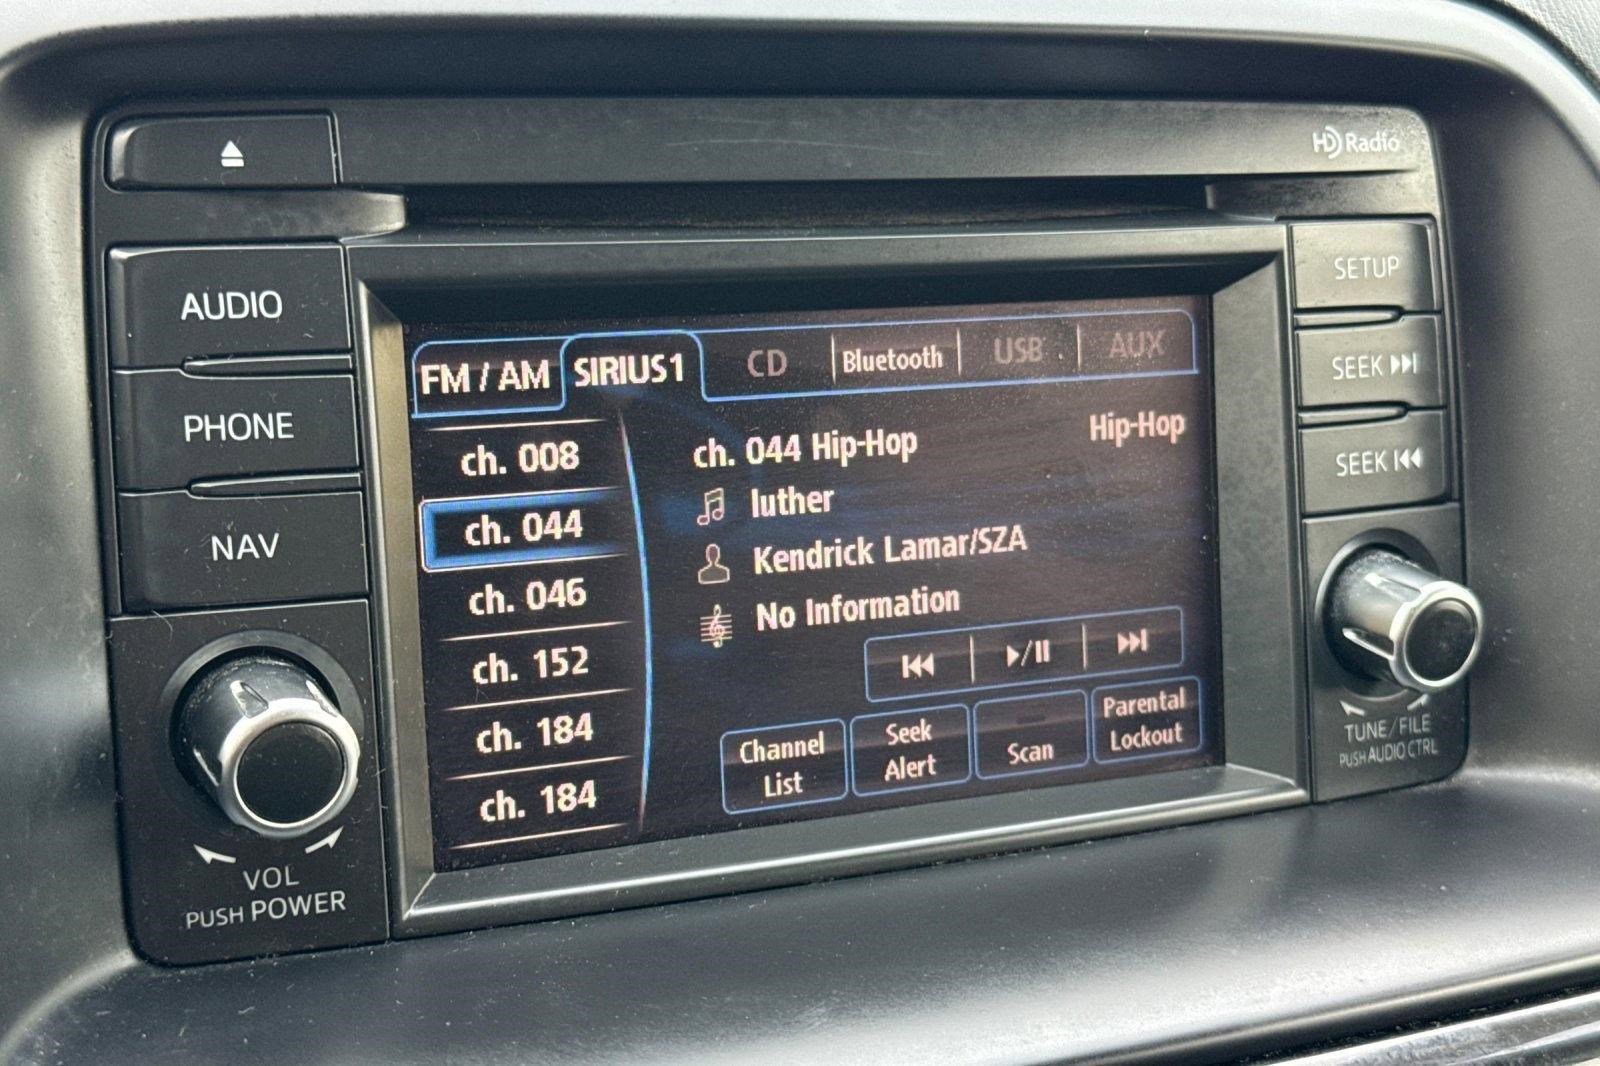 HD Radio
AUDIO
PHONE
NAV
VOL
PUSH POWER
FM / AM
SIRIUS1
CD
Bluetooth
USB
AUX
ch. 008
ch. 044
ch. 046
ch. 152
ch. 184
ch. 184
ch. 044 Hip-Hop
Hip-Hop
luther
Kendrick Lamar/SZA
No Information
Channel
List
Seek
Alert
Scan
Parental
Lockout
SETUP
SEEK
SEEK
TUNE/FILE
PUSH AUDIO CTRL